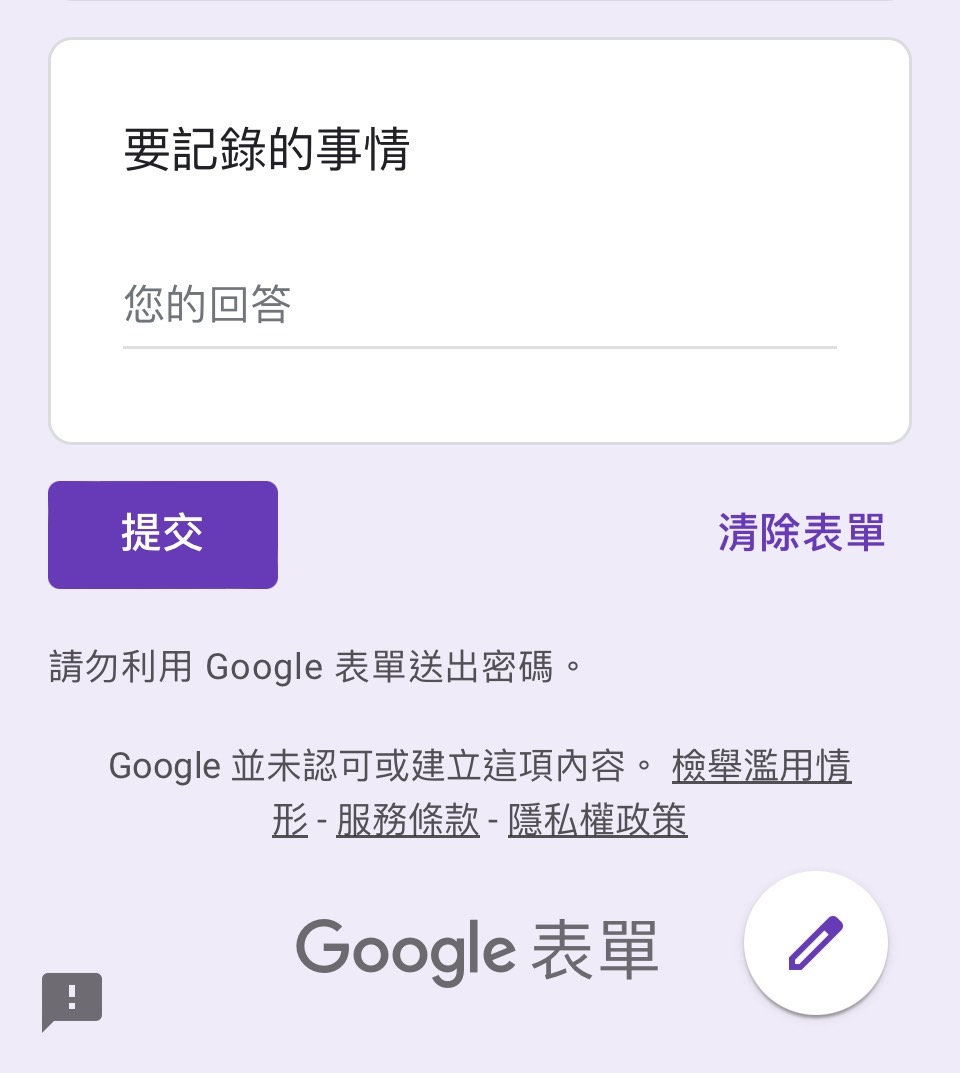 要記錄的事情
您的回答
提交
清除表單
請勿利用 Google 表單送出密碼。
Google 並未認可或建立這項內容。 檢舉濫用情
形 - 服務條款 - 隱私權政策
Google 表單